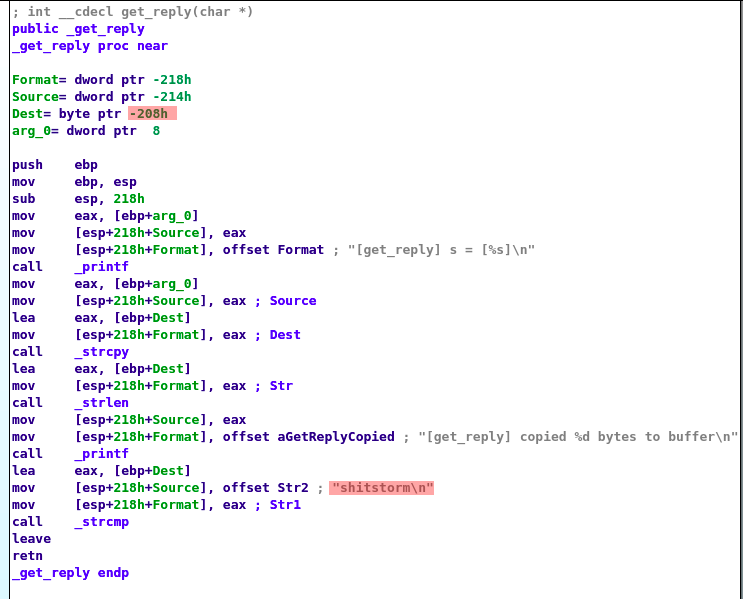 ; int __cdecl get_reply(char *)
public _get_reply
_get_reply proc near
Format= dword ptr -218h
Source= dword ptr -214h
Dest= byte ptr -208h
arg_0= dword ptr  8
push    ebp
mov     ebp, esp
sub     esp, 218h
mov     eax, [ebp+arg_0]
mov     [esp+218h+Source], eax
mov     [esp+218h+Format], offset Format ; "[get_reply] s = [%s]\n"
call    _printf
mov     eax, [ebp+arg_0]
mov     [esp+218h+Source], eax ; Source
lea     eax, [ebp+Dest]
mov     [esp+218h+Format], eax ; Dest
call    _strcpy
lea     eax, [ebp+Dest]
mov     [esp+218h+Format], eax ; Str
call    _strlen
mov     [esp+218h+Source], eax
mov     [esp+218h+Format], offset aGetReplyCopied ; "[get_reply] copied %d bytes to buffer\n"
call    _printf
lea     eax, [ebp+Dest]
mov     [esp+218h+Source], offset Str2 ; "shitstorm\n"
mov     [esp+218h+Format], eax ; Str1
call    _strcmp
leave
retn
_get_reply endp